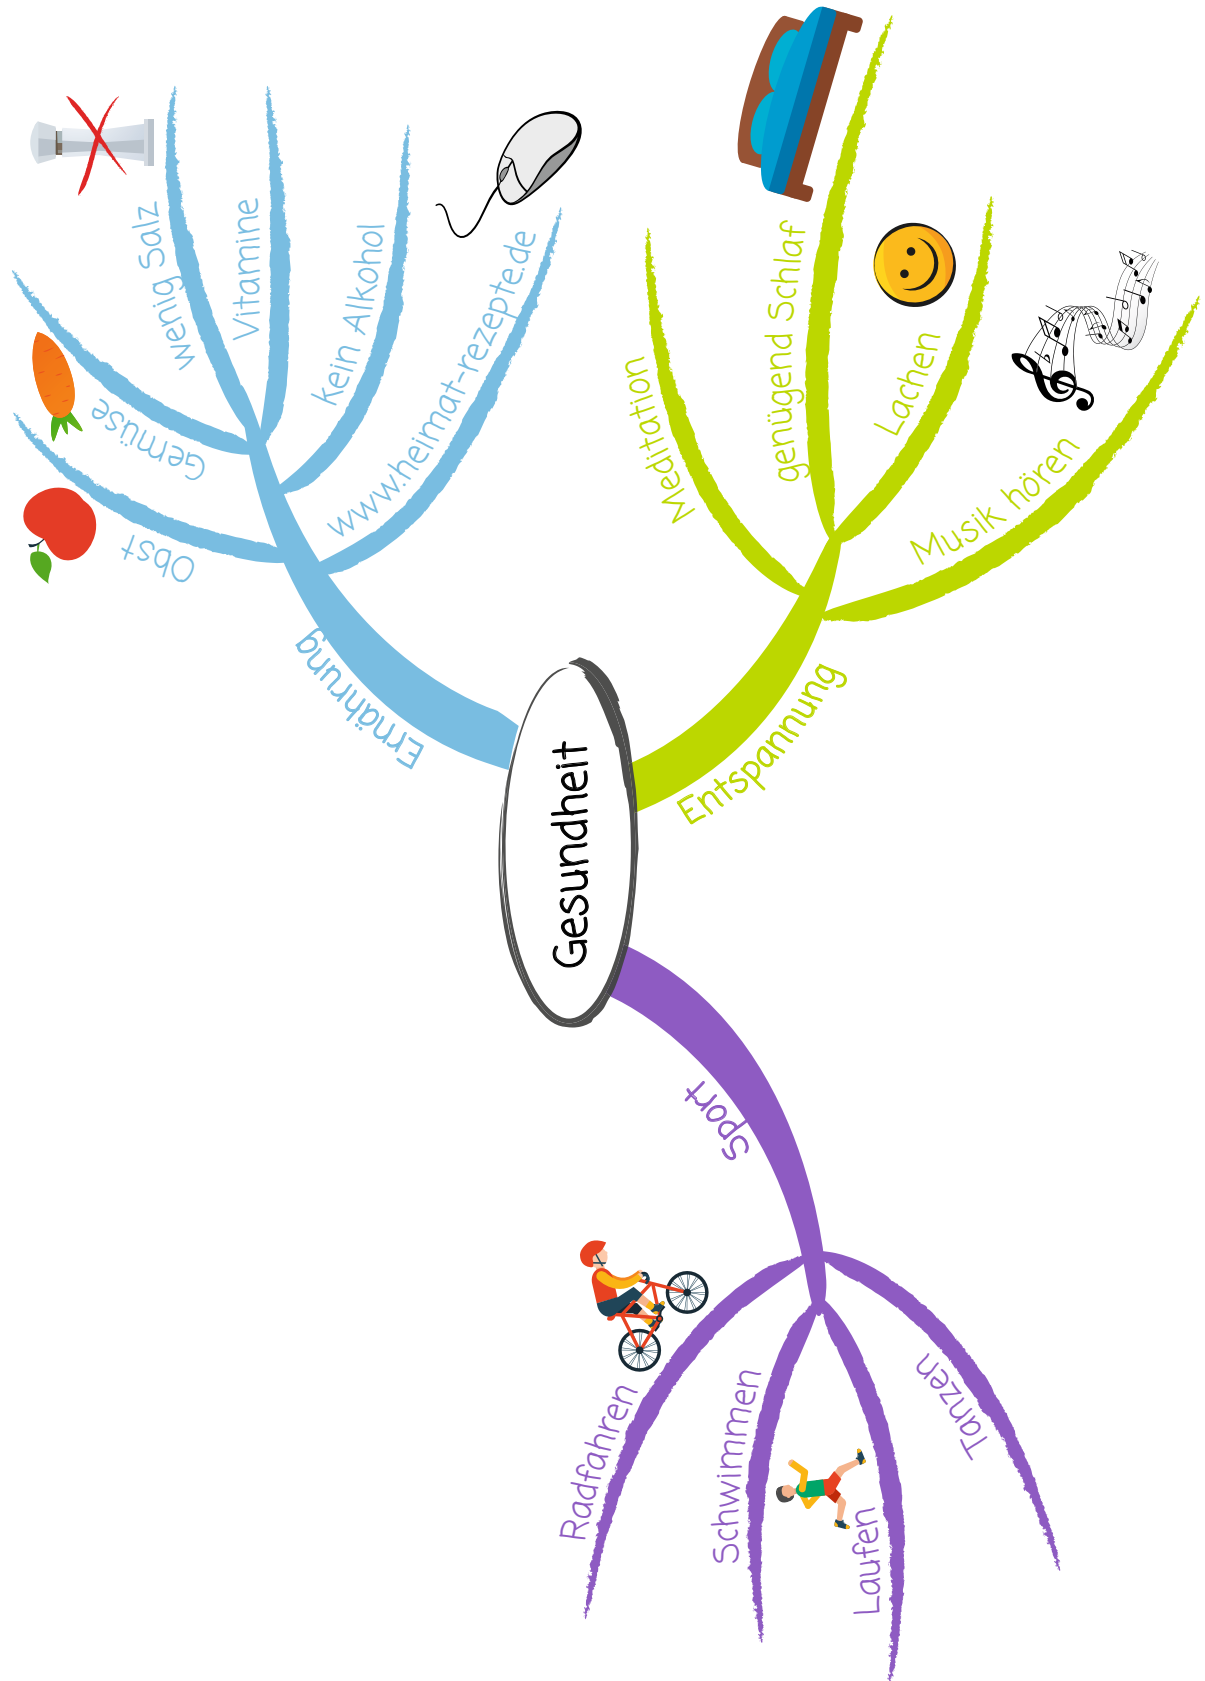 Gesundheit
Ernährung
Obst
Gemüse
wenig Salz
Vitamine
kein Alkohol
www.heimat-rezepte.de
Entspannung
Meditation
genügend Schlaf
Lachen
Musik hören
Sport
Radfahren
Schwimmen
Laufen
Tanzen